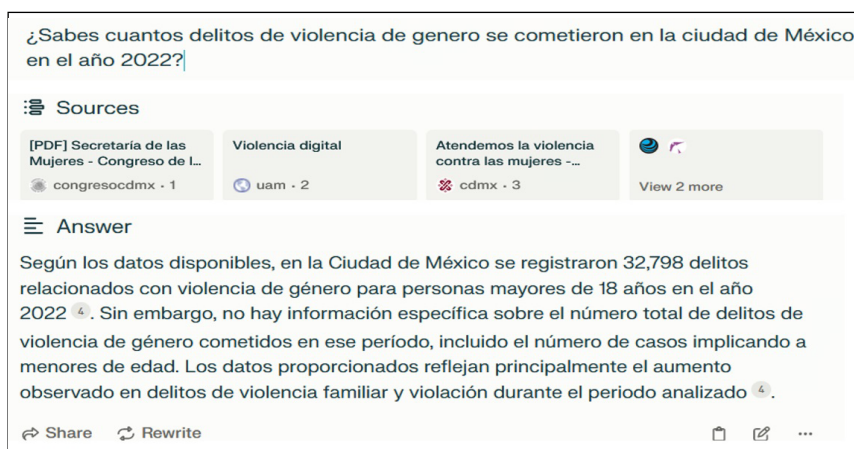 ¿Sabes cuantos delitos de violencia de genero se cometieron en la ciudad de México
en el año 2022?
Sources
[PDF] Secretaría de las
Mujeres - Congreso de l...
congresocdmx · 1
Violencia digital
uam · 2
Atendemos la violencia
contra las mujeres -...
cdmx · 3
View 2 more
Answer
Según los datos disponibles, en la Ciudad de México se registraron 32,798 delitos
relacionados con violencia de género para personas mayores de 18 años en el año
2022 4. Sin embargo, no hay información específica sobre el número total de delitos de
violencia de género cometidos en ese período, incluido el número de casos implicando a
menores de edad. Los datos proporcionados reflejan principalmente el aumento
observado en delitos de violencia familiar y violación durante el periodo analizado 4.
Share Rewrite